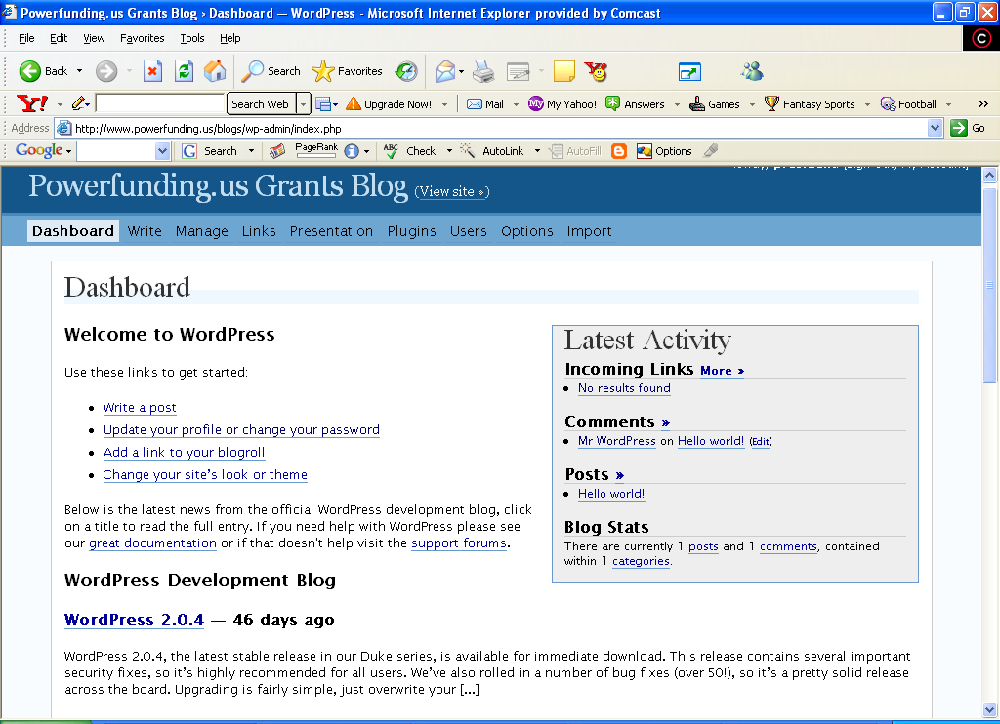 Powerfunding.us Grants Blog › Dashboard — WordPress - Microsoft Internet Explorer provided by Comcast
File Edit View Favorites Tools Help
Back Search Favorites
Y! Search Web Upgrade Now! Mail My Yahoo! Answers Games Fantasy Sports Football »
Address http://www.powerfunding.us/blogs/wp-admin/index.php Go
Google G Search PageRank ABC Check AutoLink AutoFill Options
Powerfunding.us Grants Blog (View site »)
Dashboard Write Manage Links Presentation Plugins Users Options Import
Dashboard
Welcome to WordPress
Use these links to get started:
• Write a post
• Update your profile or change your password
• Add a link to your blogroll
• Change your site’s look or theme
Below is the latest news from the official WordPress development blog, click
on a title to read the full entry. If you need help with WordPress please see
our great documentation or if that doesn't help visit the support forums.
Latest Activity
Incoming Links More »
• No results found
Comments »
• Mr WordPress on Hello world! (Edit)
Posts »
• Hello world!
Blog Stats
There are currently 1 posts and 1 comments, contained
within 1 categories.
WordPress Development Blog
WordPress 2.0.4 — 46 days ago
WordPress 2.0.4, the latest stable release in our Duke series, is available for immediate download. This release contains several important
security fixes, so it’s highly recommended for all users. We’ve also rolled in a number of bug fixes (over 50!), so it’s a pretty solid release
across the board. Upgrading is fairly simple, just overwrite your [...]